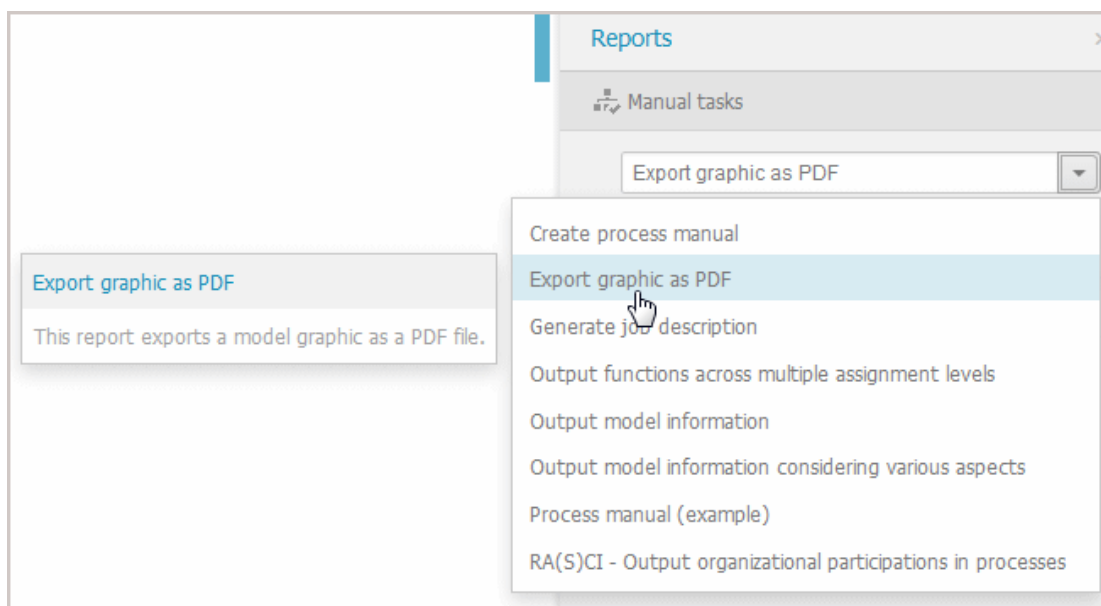 Reports
Manual tasks
Export graphic as PDF
Create process manual
Export graphic as PDF
Generate job description
Output functions across multiple assignment levels
Output model information
Output model information considering various aspects
Process manual (example)
RA(S)CI - Output organizational participations in processes
Export graphic as PDF
This report exports a model graphic as a PDF file.